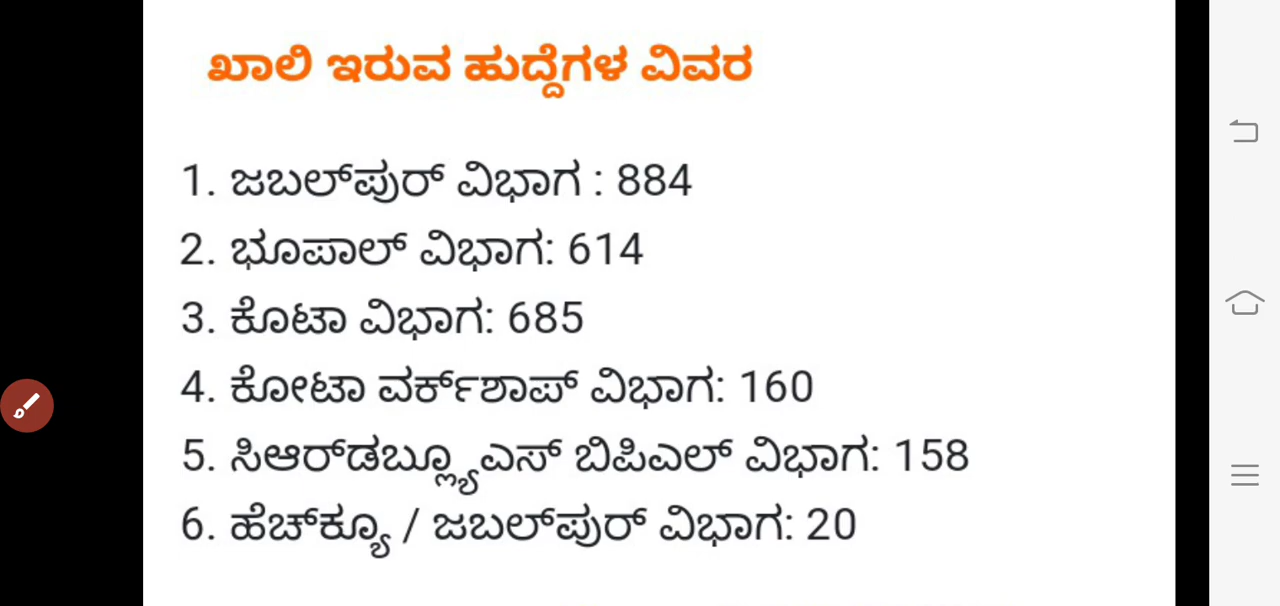 ಖಾಲಿ ಇರುವ ಹುದ್ದೆಗಳ ವಿವರ
1. ಜಬಲ್‌ಪುರ್ ವಿಭಾಗ : 884
2. ಭೂಪಾಲ್ ವಿಭಾಗ: 614
3. ಕೊಟಾ ವಿಭಾಗ: 685
4. ಕೋಟಾ ವರ್ಕ್‌ಶಾಪ್ ವಿಭಾಗ: 160
5. ಸಿಆರ್‌ಡಬ್ಲ್ಯೂಎಸ್ ಬಿಪಿಎಲ್ ವಿಭಾಗ: 158
6. ಹೆಚ್‌ಕ್ಯೂ / ಜಬಲ್‌ಪುರ್ ವಿಭಾಗ: 20